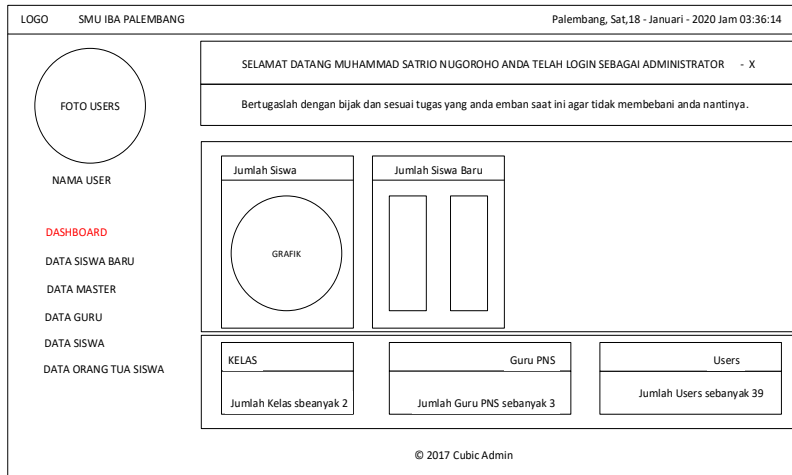 LOGO SMU IBA PALEMBANG Palembang, Sat,18 - Januari - 2020 Jam 03:36:14
SELAMAT DATANG MUHAMMAD SATRIO NUGOROHO ANDA TELAH LOGIN SEBAGAI ADMINISTRATOR - X
Bertugaslah dengan bijak dan sesuai tugas yang anda emban saat ini agar tidak membebani anda nantinya.
FOTO USERS
NAMA USER
DASHBOARD
DATA SISWA BARU
DATA MASTER
DATA GURU
DATA SISWA
DATA ORANG TUA SISWA
Jumlah Siswa
GRAFIK
Jumlah Siswa Baru
KELAS
Jumlah Kelas sbeanyak 2
Guru PNS
Jumlah Guru PNS sebanyak 3
Users
Jumlah Users sebanyak 39
© 2017 Cubic Admin